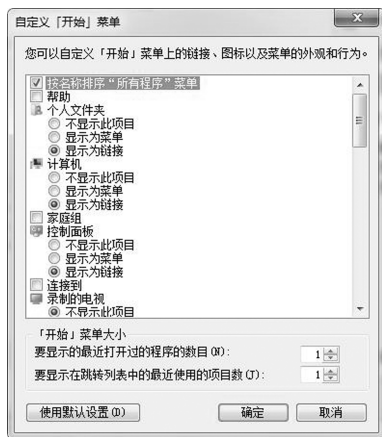 自定义「开始」菜单
您可以自定义「开始」菜单上的链接、图标以及菜单的外观和行为。
按名称排序“所有程序”菜单
帮助
个人文件夹
不显示此项目
显示为菜单
显示为链接
计算机
不显示此项目
显示为菜单
显示为链接
家庭组
控制面板
不显示此项目
显示为菜单
显示为链接
连接到
录制的电视
不显示此项目
「开始」菜单大小
要显示的最近打开过的程序的数目(N): 1
要显示在跳转列表中的最近使用的项目数(J): 1
使用默认设置(D) 确定 取消